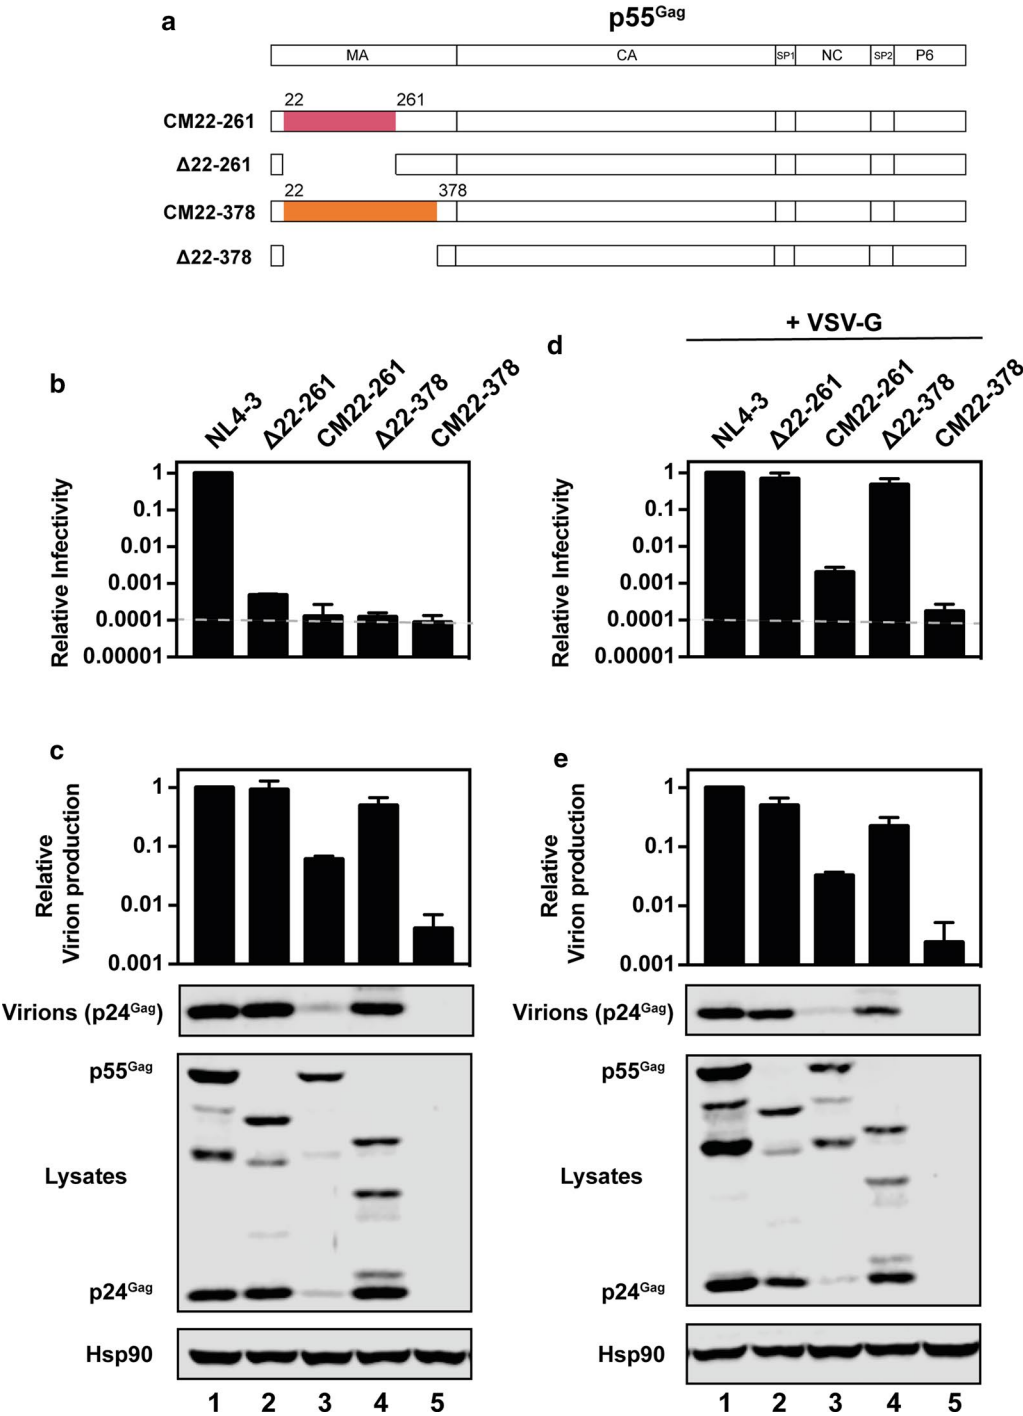 a
p55Gag
MA CA SP1 NC SP2 P6
22 261
CM22-261
Δ22-261
22 378
CM22-378
Δ22-378
b
NL4-3 Δ22-261 CM22-261 Δ22-378 CM22-378
Relative Infectivity
1
0.1
0.01
0.001
0.0001
0.00001
d
+ VSV-G
NL4-3 Δ22-261 CM22-261 Δ22-378 CM22-378
Relative Infectivity
1
0.1
0.01
0.001
0.0001
0.00001
c
Relative
Virion production
1
0.1
0.01
0.001
Virions (p24Gag)
p55Gag
Lysates
p24Gag
Hsp90
1 2 3 4 5
e
Relative
Virion production
1
0.1
0.01
0.001
Virions (p24Gag)
p55Gag
Lysates
p24Gag
Hsp90
1 2 3 4 5